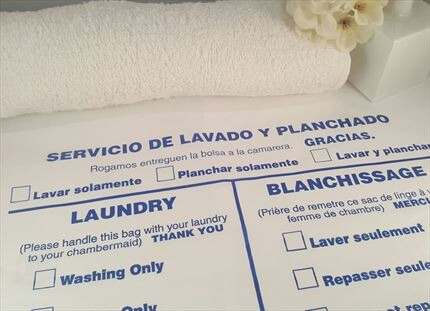 SERVICIO DE LAVADO Y PLANCHADO
Rogamos entreguen la bolsa a la camarera. GRACIAS.
Lavar solamente Planchar solamente Lavar y planchar
LAUNDRY
(Please handle this bag with your laundry
to your chambermaid) THANK YOU
Washing Only
BLANCHISSAGE
(Prière de remetre ce sac de linge à
femme de chambre)
Laver seulement
Repasser